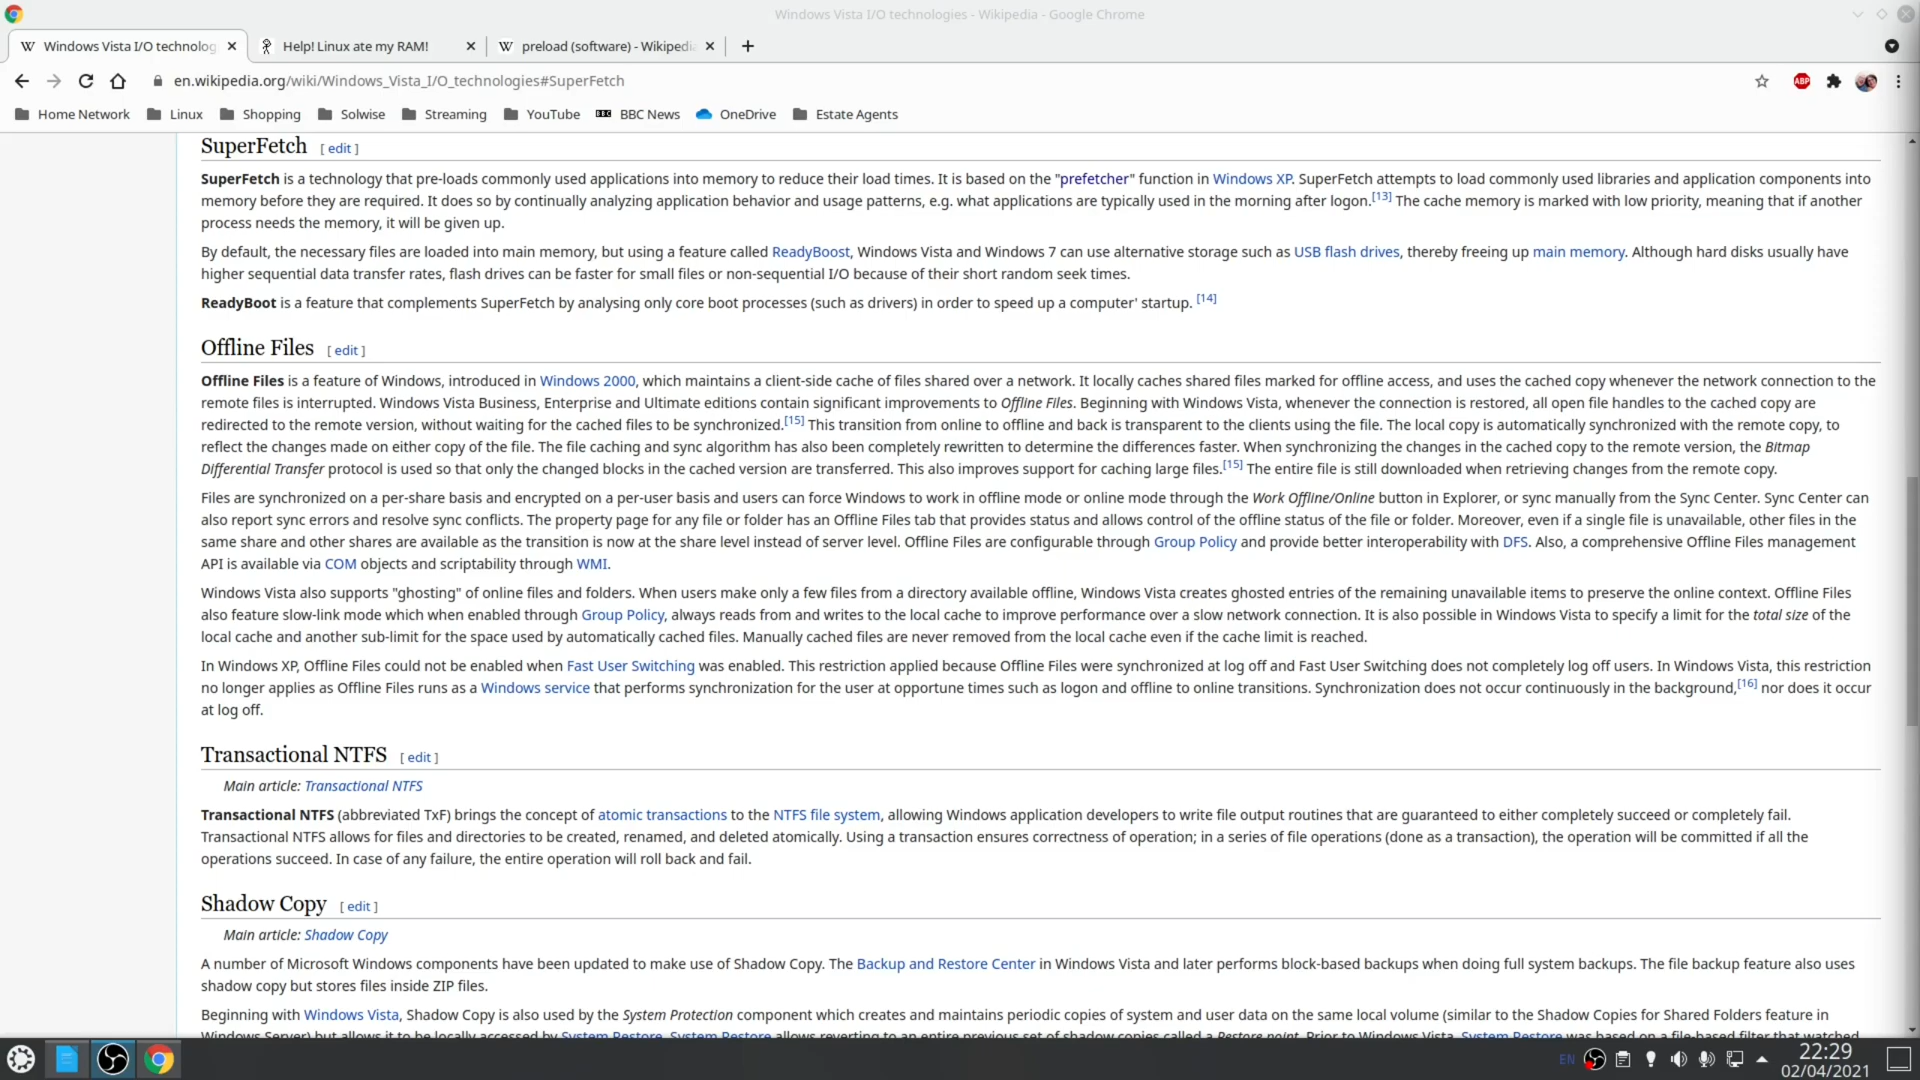 Windows Vista I/O technologies - Wikipedia - Google Chrome
Windows Vista I/O technolog
Help! Linux ate my RAM!
preload (software) - Wikipedia
en.wikipedia.org/wiki/Windows_Vista_I/O_technologies#SuperFetch
ABP
Home Network Linux Shopping Solwise Streaming YouTube BBC BBC News OneDrive Estate Agents
SuperFetch [ edit ]
SuperFetch is a technology that pre-loads commonly used applications into memory to reduce their load times. It is based on the "prefetcher" function in Windows XP. SuperFetch attempts to load commonly used libraries and application components into
memory before they are required. It does so by continually analyzing application behavior and usage patterns, e.g. what applications are typically used in the morning after logon.[13] The cache memory is marked with low priority, meaning that if another
process needs the memory, it will be given up.
By default, the necessary files are loaded into main memory, but using a feature called ReadyBoost, Windows Vista and Windows 7 can use alternative storage such as USB flash drives, thereby freeing up main memory. Although hard disks usually have
higher sequential data transfer rates, flash drives can be faster for small files or non-sequential I/O because of their short random seek times.
ReadyBoot is a feature that complements SuperFetch by analysing only core boot processes (such as drivers) in order to speed up a computer' startup. [14]
Offline Files [ edit ]
Offline Files is a feature of Windows, introduced in Windows 2000, which maintains a client-side cache of files shared over a network. It locally caches shared files marked for offline access, and uses the cached copy whenever the network connection to the
remote files is interrupted. Windows Vista Business, Enterprise and Ultimate editions contain significant improvements to Offline Files. Beginning with Windows Vista, whenever the connection is restored, all open file handles to the cached copy are
redirected to the remote version, without waiting for the cached files to be synchronized.[15] This transition from online to offline and back is transparent to the clients using the file. The local copy is automatically synchronized with the remote copy, to
reflect the changes made on either copy of the file. The file caching and sync algorithm has also been completely rewritten to determine the differences faster. When synchronizing the changes in the cached copy to the remote version, the Bitmap
Differential Transfer protocol is used so that only the changed blocks in the cached version are transferred. This also improves support for caching large files.[15] The entire file is still downloaded when retrieving changes from the remote copy.
Files are synchronized on a per-share basis and encrypted on a per-user basis and users can force Windows to work in offline mode or online mode through the Work Offline/Online button in Explorer, or sync manually from the Sync Center. Sync Center can
also report sync errors and resolve sync conflicts. The property page for any file or folder has an Offline Files tab that provides status and allows control of the offline status of the file or folder. Moreover, even if a single file is unavailable, other files in the
same share and other shares are available as the transition is now at the share level instead of server level. Offline Files are configurable through Group Policy and provide better interoperability with DFS. Also, a comprehensive Offline Files management
API is available via COM objects and scriptability through WMI.
Windows Vista also supports "ghosting" of online files and folders. When users make only a few files from a directory available offline, Windows Vista creates ghosted entries of the remaining unavailable items to preserve the online context. Offline Files
also feature slow-link mode which when enabled through Group Policy, always reads from and writes to the local cache to improve performance over a slow network connection. It is also possible in Windows Vista to specify a limit for the total size of the
local cache and another sub-limit for the space used by automatically cached files. Manually cached files are never removed from the local cache even if the cache limit is reached.
In Windows XP, Offline Files could not be enabled when Fast User Switching was enabled. This restriction applied because Offline Files were synchronized at log off and Fast User Switching does not completely log off users. In Windows Vista, this restriction
no longer applies as Offline Files runs as a Windows service that performs synchronization for the user at opportune times such as logon and offline to online transitions. Synchronization does not occur continuously in the background,[16] nor does it occur
at log off.
Transactional NTFS [ edit ]
Main article: Transactional NTFS
Transactional NTFS (abbreviated TxF) brings the concept of atomic transactions to the NTFS file system, allowing Windows application developers to write file output routines that are guaranteed to either completely succeed or completely fail.
Transactional NTFS allows for files and directories to be created, renamed, and deleted atomically. Using a transaction ensures correctness of operation; in a series of file operations (done as a transaction), the operation will be committed if all the
operations succeed. In case of any failure, the entire operation will roll back and fail.
Shadow Copy [ edit ]
Main article: Shadow Copy
A number of Microsoft Windows components have been updated to make use of Shadow Copy. The Backup and Restore Center in Windows Vista and later performs block-based backups when doing full system backups. The file backup feature also uses
shadow copy but stores files inside ZIP files.
Beginning with Windows Vista, Shadow Copy is also used by the System Protection component which creates and maintains periodic copies of system and user data on the same local volume (similar to the Shadow Copies for Shared Folders feature in
Windows Server) but allows it to be locally accessed by System Restore. System Restore allows reverting to an entire previous set of shadow copies called a Restore point. Prior to Windows Vista, System Restore was based on a file-based filter that watched
EN
22:29
02/04/2021